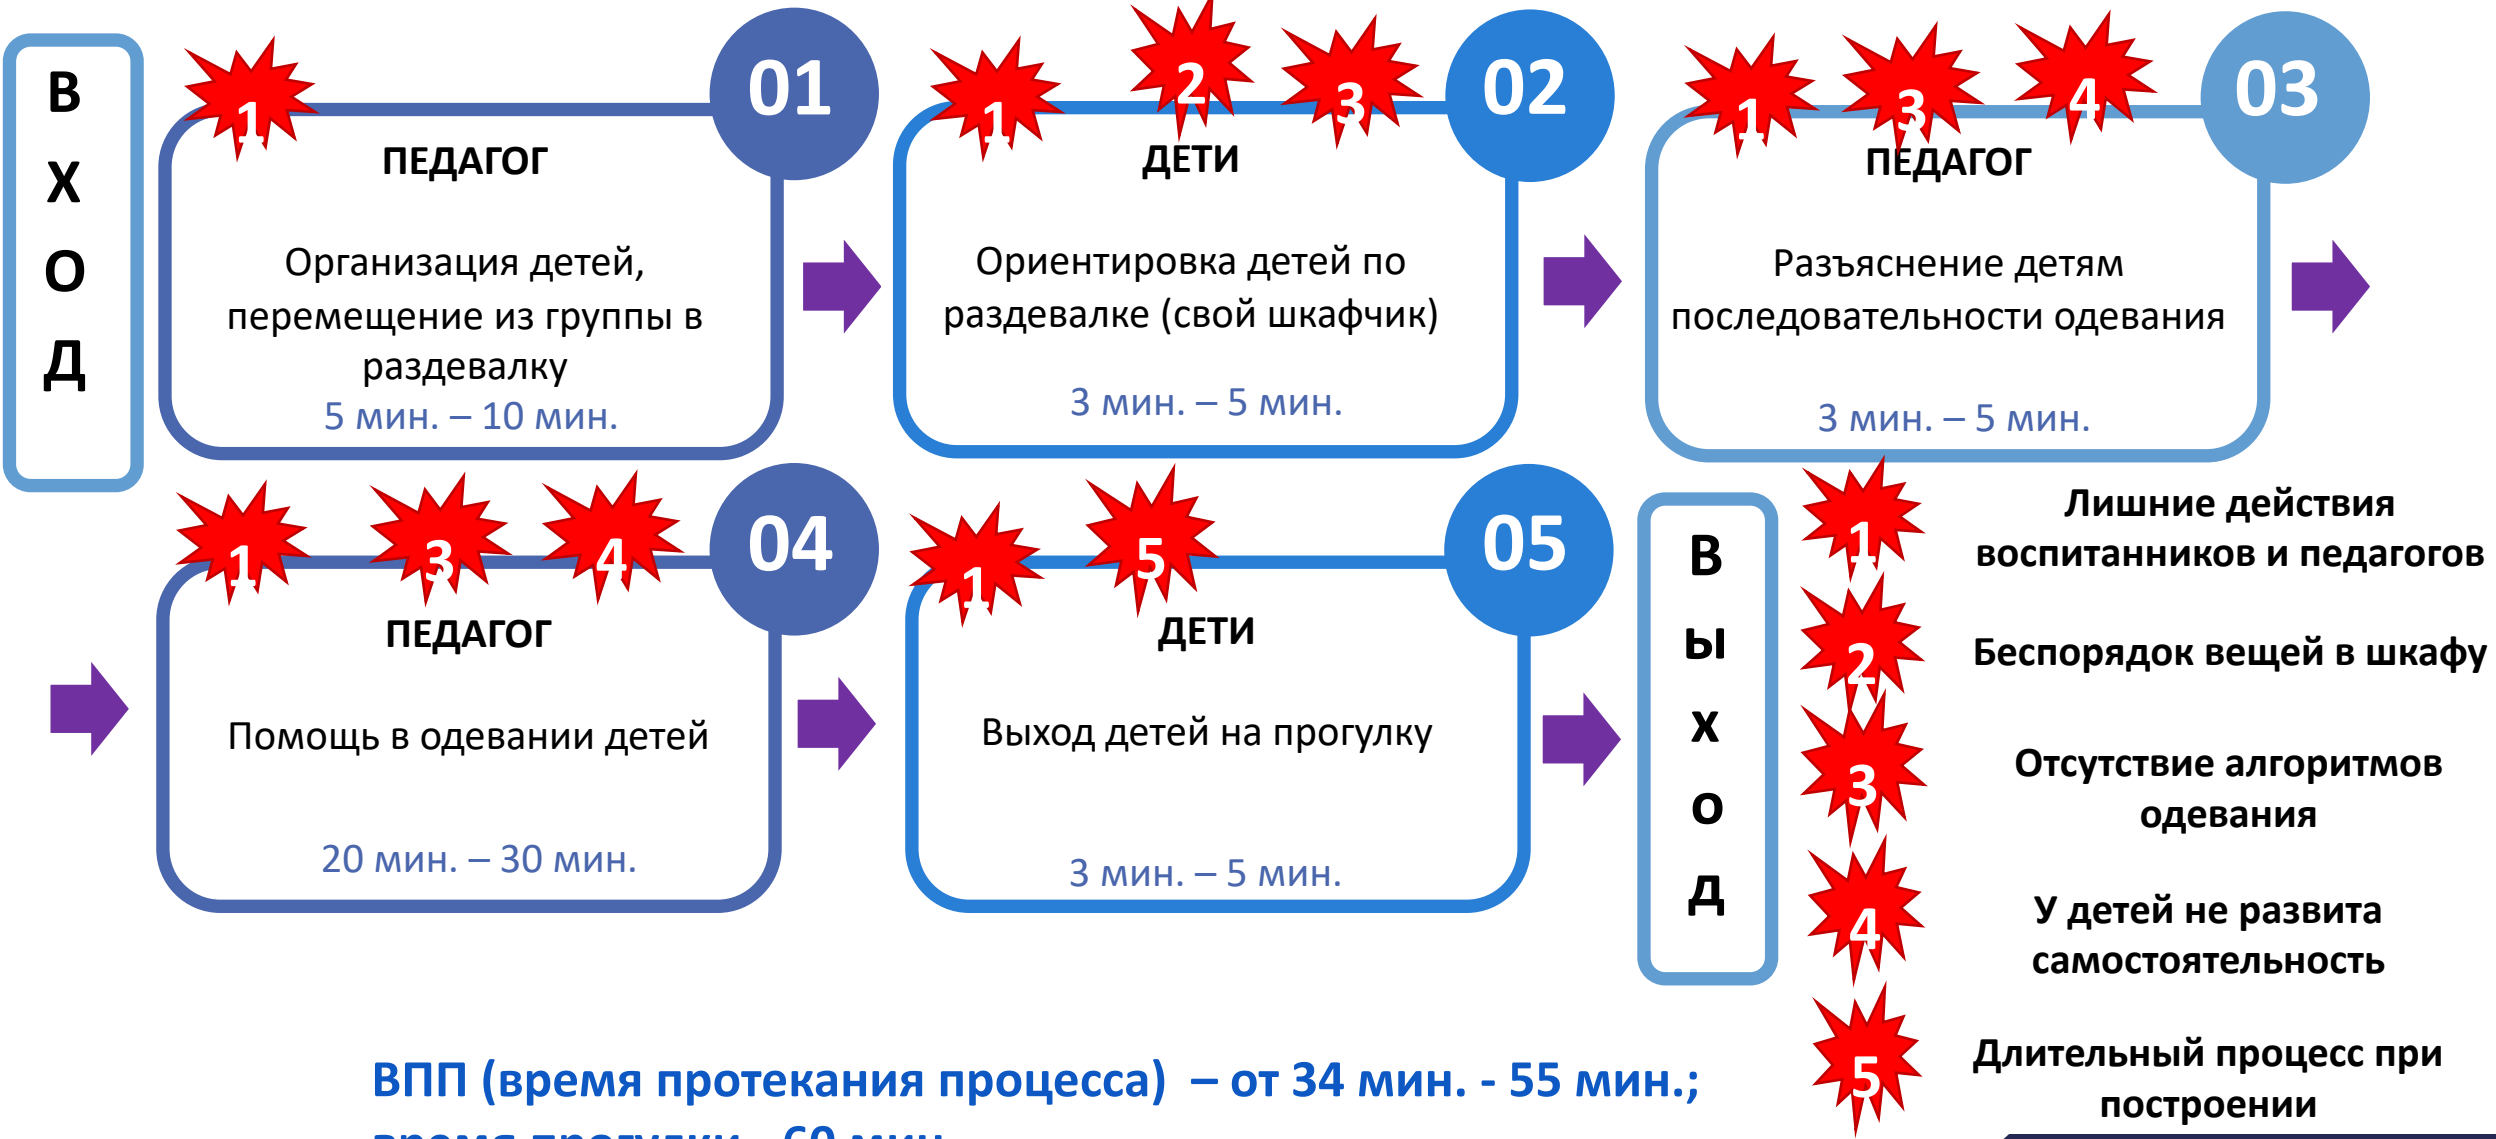 В
Х
О
Д
1
01
ПЕДАГОГ
Организация детей,
перемещение из группы в
раздевалку
5 мин. – 10 мин.
1
2
3
02
ДЕТИ
Ориентировка детей по
раздевалке (свой шкафчик)
3 мин. – 5 мин.
1
3
4
03
ПЕДАГОГ
Разъяснение детям
последовательности одевания
3 мин. – 5 мин.
1
3
4
04
ПЕДАГОГ
Помощь в одевании детей
20 мин. – 30 мин.
1
5
05
ДЕТИ
Выход детей на прогулку
3 мин. – 5 мин.
В
ы
х
о
д
1
Лишние действия
воспитанников и педагогов
2
Беспорядок вещей в шкафу
3
Отсутствие алгоритмов
одевания
4
У детей не развита
самостоятельность
5
Длительный процесс при
построении
ВПП (время протекания процесса) – от 34 мин. - 55 мин.;
время прогулки - 60 мин